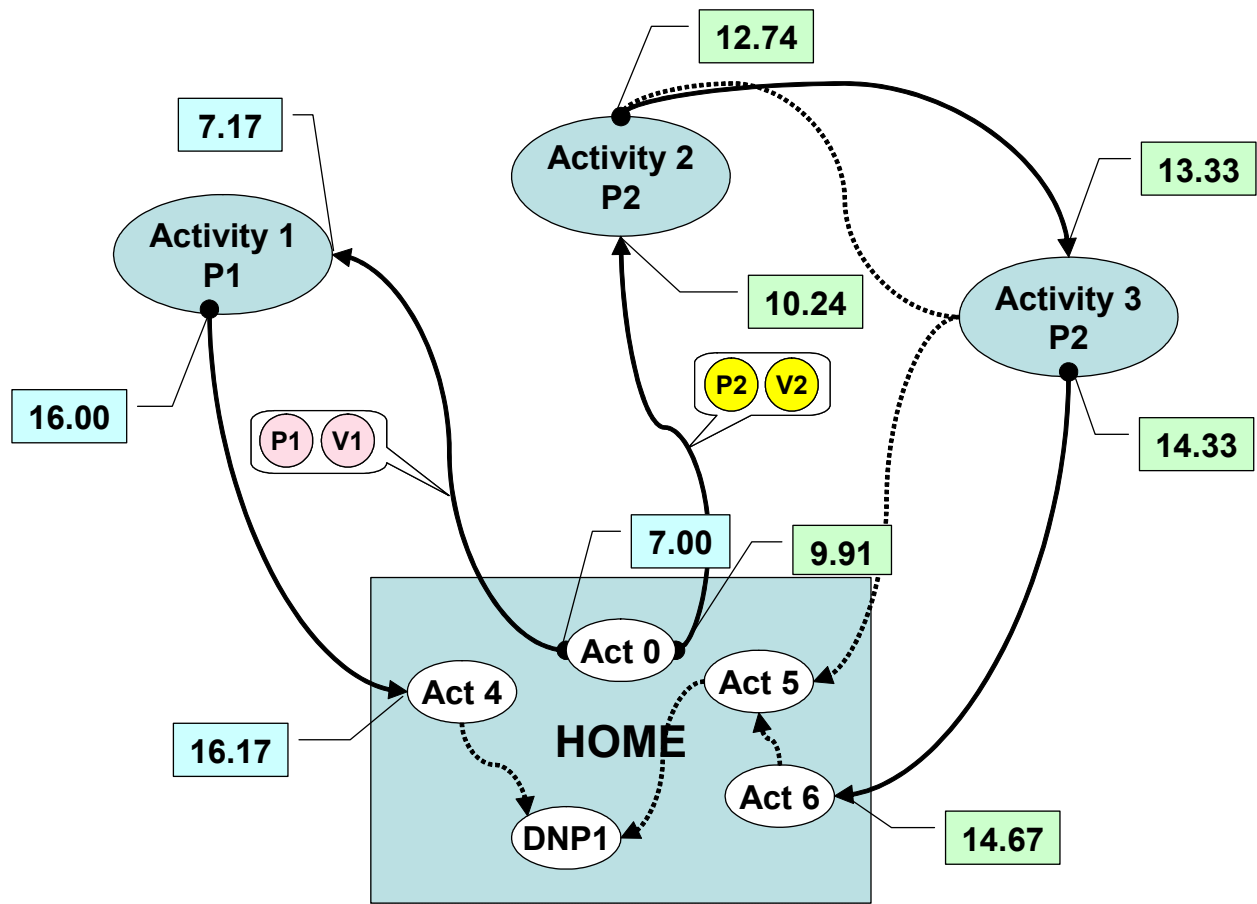 12.74
7.17
Activity 2
P2
13.33
Activity 1
P1
10.24
Activity 3
P2
P2 V2
16.00
P1 V1
14.33
7.00
9.91
Act 0
Act 4
Act 5
16.17
HOME
Act 6
DNP1
14.67